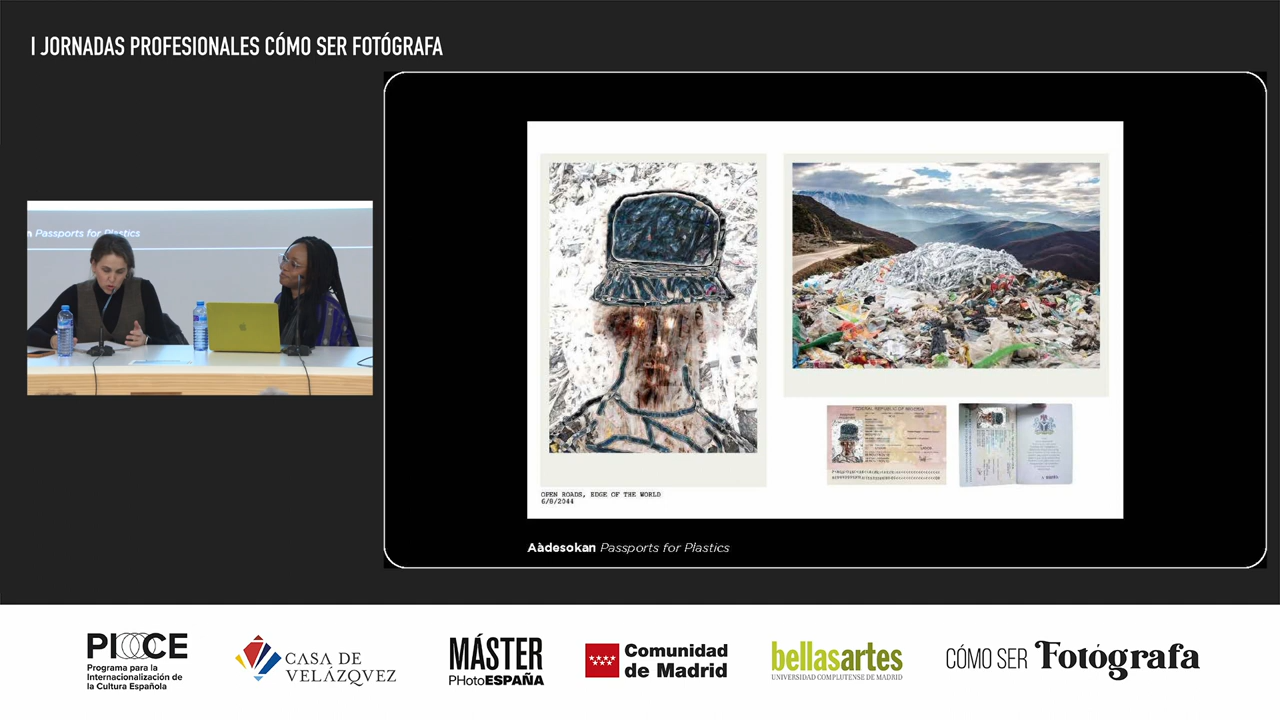 I JORNADAS PROFESIONALES CÓMO SER FOTÓGRAFA
Passports for Plastics
FEDERAL REPUBLIC OF NIGERIA
OPEN ROADS, EDGE OF THE WORLD
6/8/2044
Aàdesokan Passports for Plastics
PICE
Programa para la
Internacionalización de
la Cultura Española
CASA DE
VELÁZQVEZ
MÁSTER
PHotoESPAÑA
Comunidad
de Madrid
bellasartes
UNIVERSIDAD COMPLUTENSE DE MADRID
CÓMO SER Fotógrafa